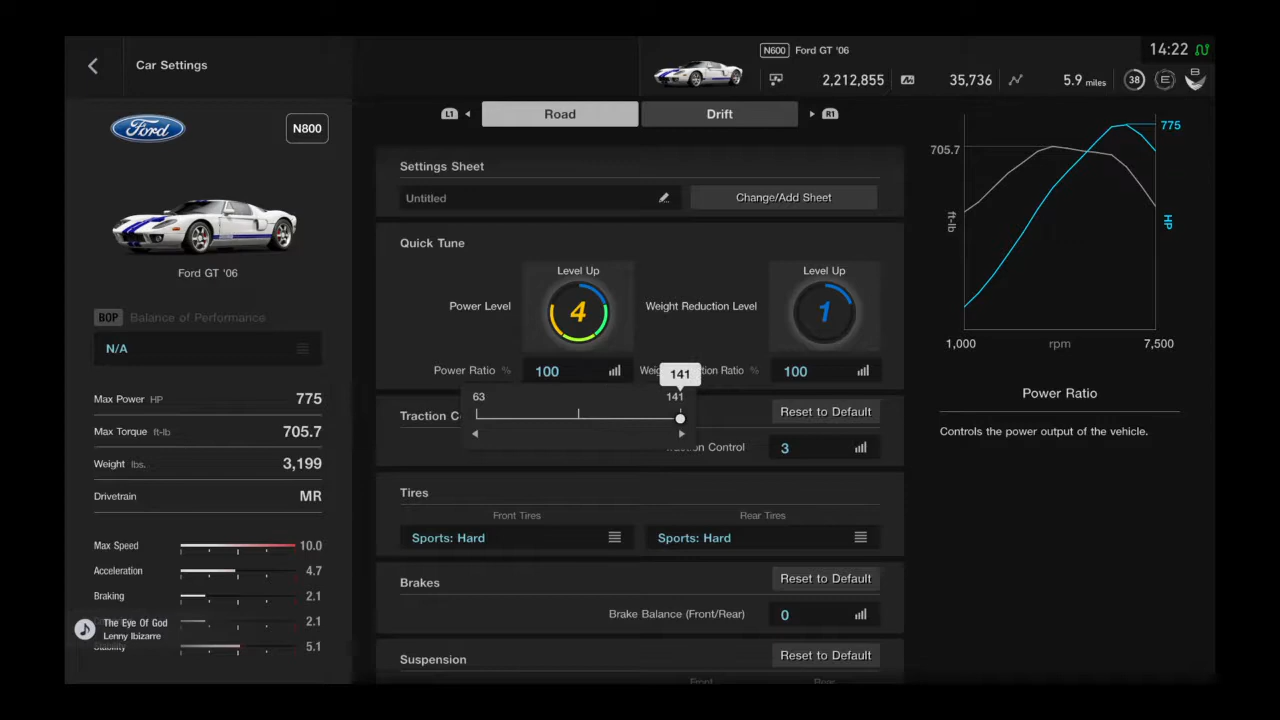 Car Settings
N600 Ford GT '06
14:22
2,212,855 35,736 5.9 miles 38 E B
Ford
N800
Ford GT '06
BOP Balance of Performance
N/A
Max Power HP 775
Max Torque ft-lb 705.7
Weight lbs. 3,199
Drivetrain MR
Max Speed 10.0
Acceleration 4.7
Braking 2.1
2.1
Stability 5.1
The Eye Of God
Lenny Ibizarre
L1 Road Drift R1
Settings Sheet
Untitled Change/Add Sheet
Quick Tune
Level Up Level Up
Power Level 4 Weight Reduction Level 1
Power Ratio % 100 Ratio % 100
141
63 141
Traction Reset to Default
Control 3
Tires
Front Tires Rear Tires
Sports: Hard Sports: Hard
Brakes Reset to Default
Brake Balance (Front/Rear) 0
Suspension Reset to Default
Front Rear
775
705.7
ft-lb HP
1,000 rpm 7,500
Power Ratio
Controls the power output of the vehicle.